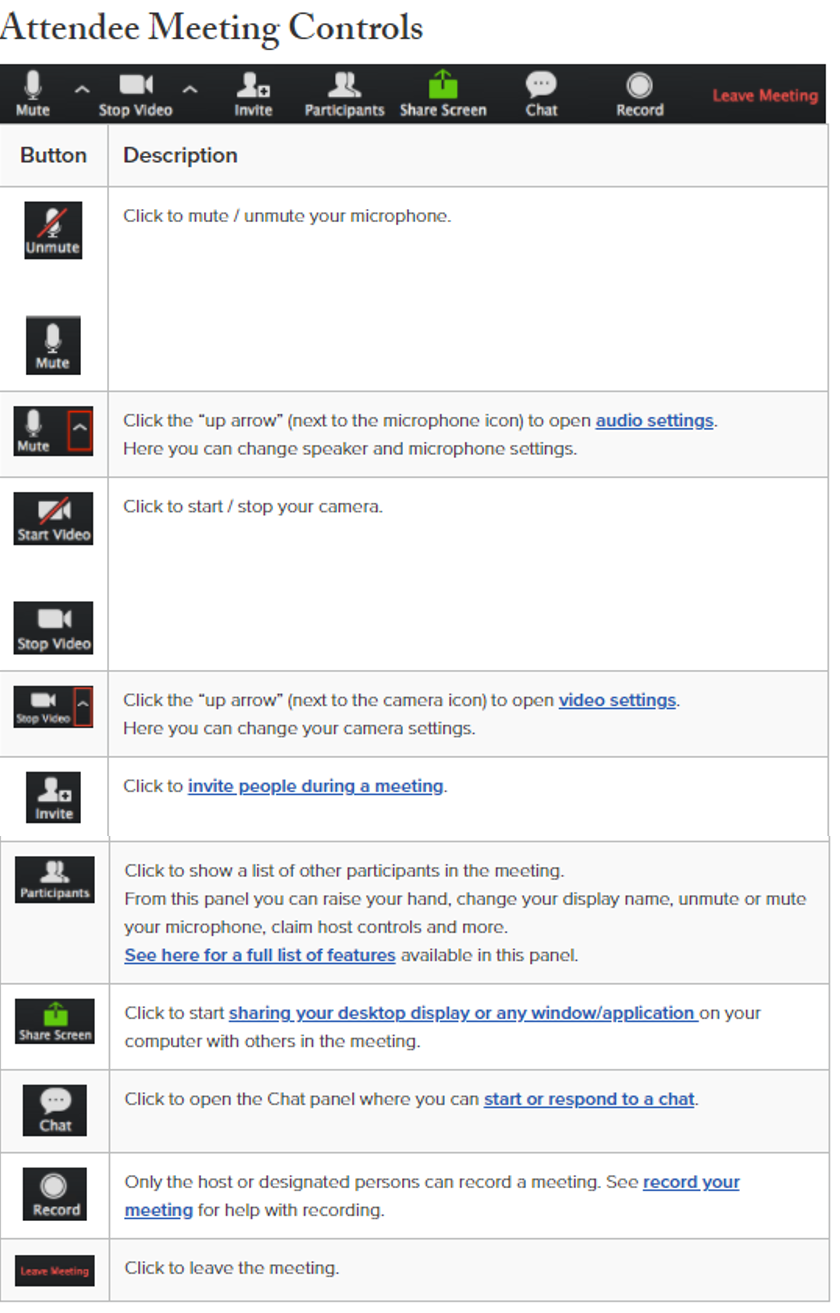 Attendee Meeting Controls
Mute Stop Video Invite Participants Share Screen Chat Record Leave Meeting
Button Description
Unmute Click to mute / unmute your microphone.
Mute
Mute Click the “up arrow” (next to the microphone icon) to open audio settings.
Here you can change speaker and microphone settings.
Start Video Click to start / stop your camera.
Stop Video
Stop Video Click the “up arrow” (next to the camera icon) to open video settings.
Here you can change your camera settings.
Invite Click to invite people during a meeting.
Participants Click to show a list of other participants in the meeting.
From this panel you can raise your hand, change your display name, unmute or mute
your microphone, claim host controls and more.
See here for a full list of features available in this panel.
Share Screen Click to start sharing your desktop display or any window/application on your
computer with others in the meeting.
Chat Click to open the Chat panel where you can start or respond to a chat.
Record Only the host or designated persons can record a meeting. See record your
meeting for help with recording.
Leave Meeting Click to leave the meeting.